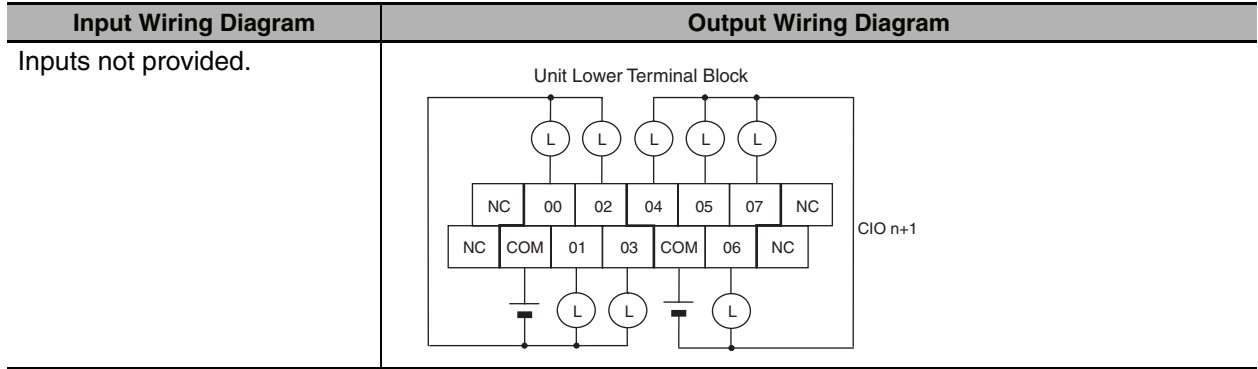 Input Wiring Diagram Output Wiring Diagram
Inputs not provided.
Unit Lower Terminal Block
L L L L L
NC 00 02 04 05 07 NC
CIO n+1
NC COM 01 03 COM 06 NC
L L L